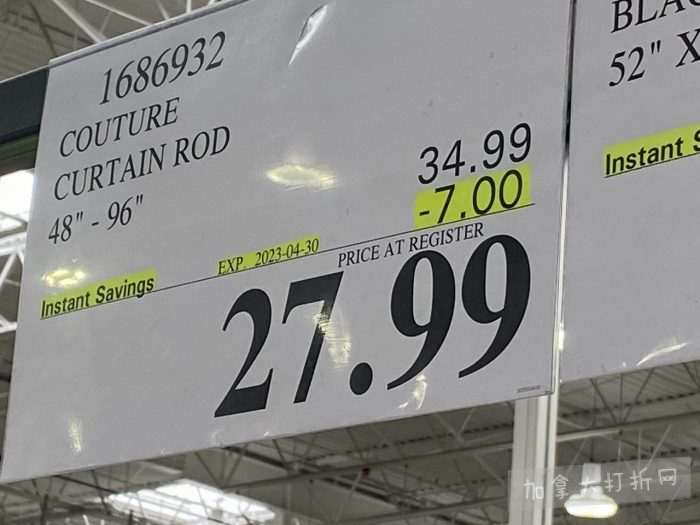 1686932
COUTURE
CURTAIN ROD
48" - 96"
34.99
-7.00
EXP. 2023-04-30
PRICE AT REGISTER
Instant Savings
27.99
52" X
Instant
加拿大打折网